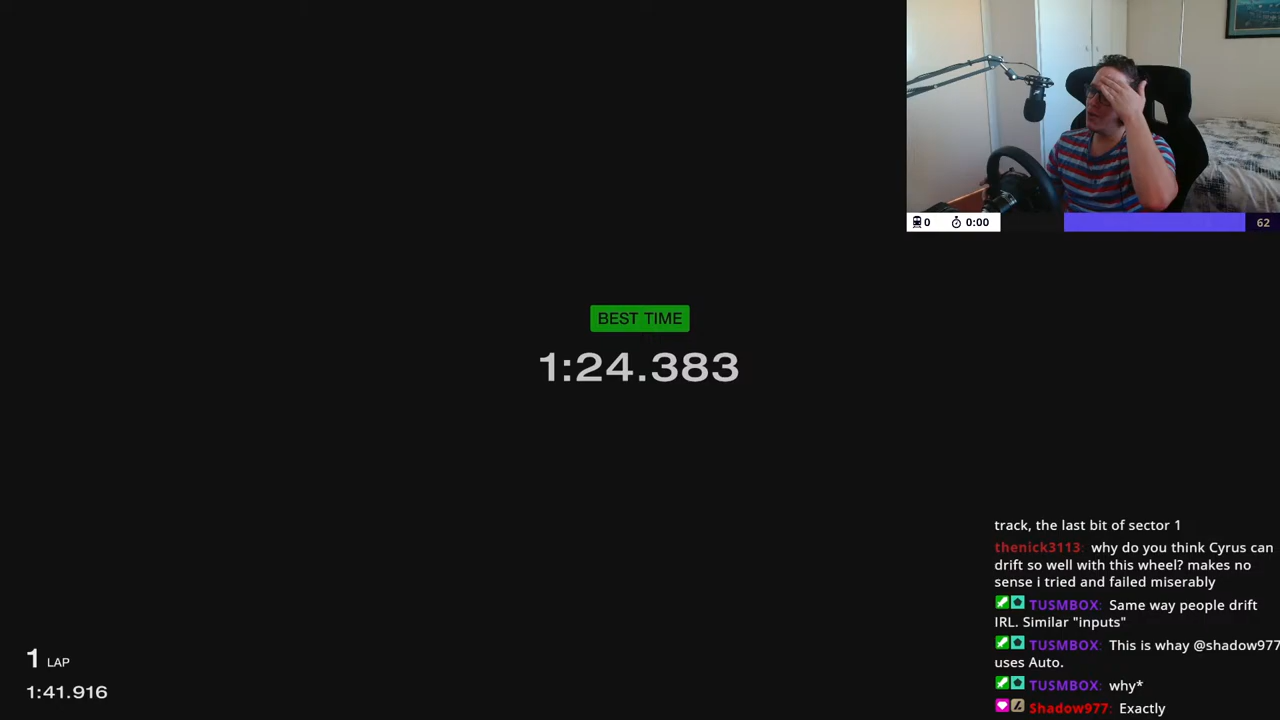 0 0:00 62
BEST TIME
1:24.383
track, the last bit of sector 1
thenick3113: why do you think Cyrus can
drift so well with this wheel? makes no
sense i tried and failed miserably
TUSMBOX: Same way people drift
IRL. Similar "inputs"
TUSMBOX: This is whay @shadow977
uses Auto.
TUSMBOX: why*
Shadow977: Exactly
1 LAP
1:41.916